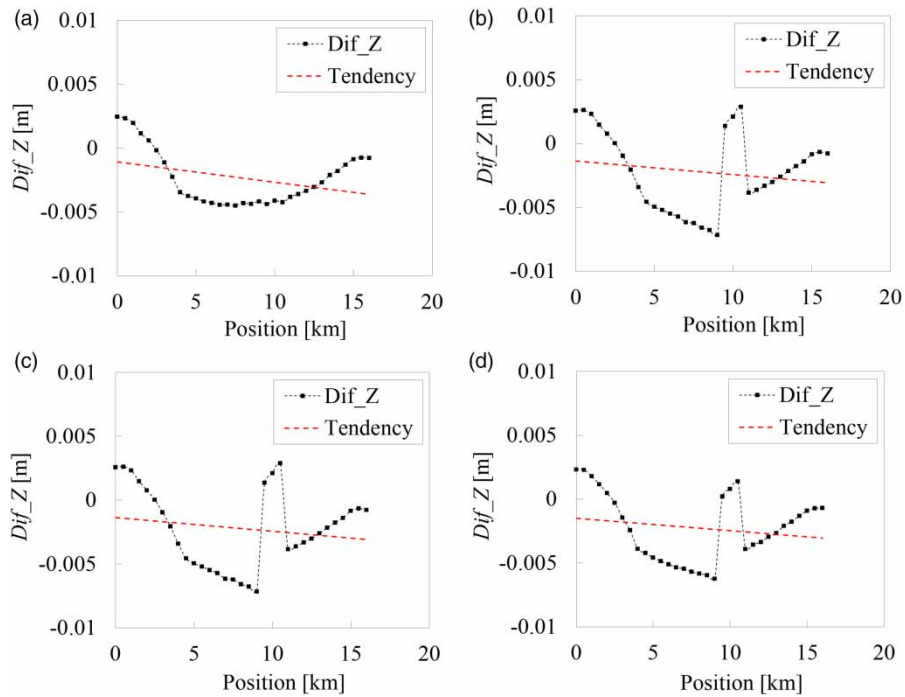 (a)
0.01
0.005
0
-0.005
-0.01
Dif_Z [m]
Dif_Z
Tendency
0 5 10 15 20
Position [km]
(b)
0.01
0.005
0
-0.005
-0.01
Dif_Z [m]
Dif_Z
Tendency
0 5 10 15 20
Position [km]
(c)
0.01
0.005
0
-0.005
-0.01
Dif_Z [m]
Dif_Z
Tendency
0 5 10 15 20
Position [km]
(d)
0.01
0.005
0
-0.005
-0.01
Dif_Z [m]
Dif_Z
Tendency
0 5 10 15 20
Position [km]